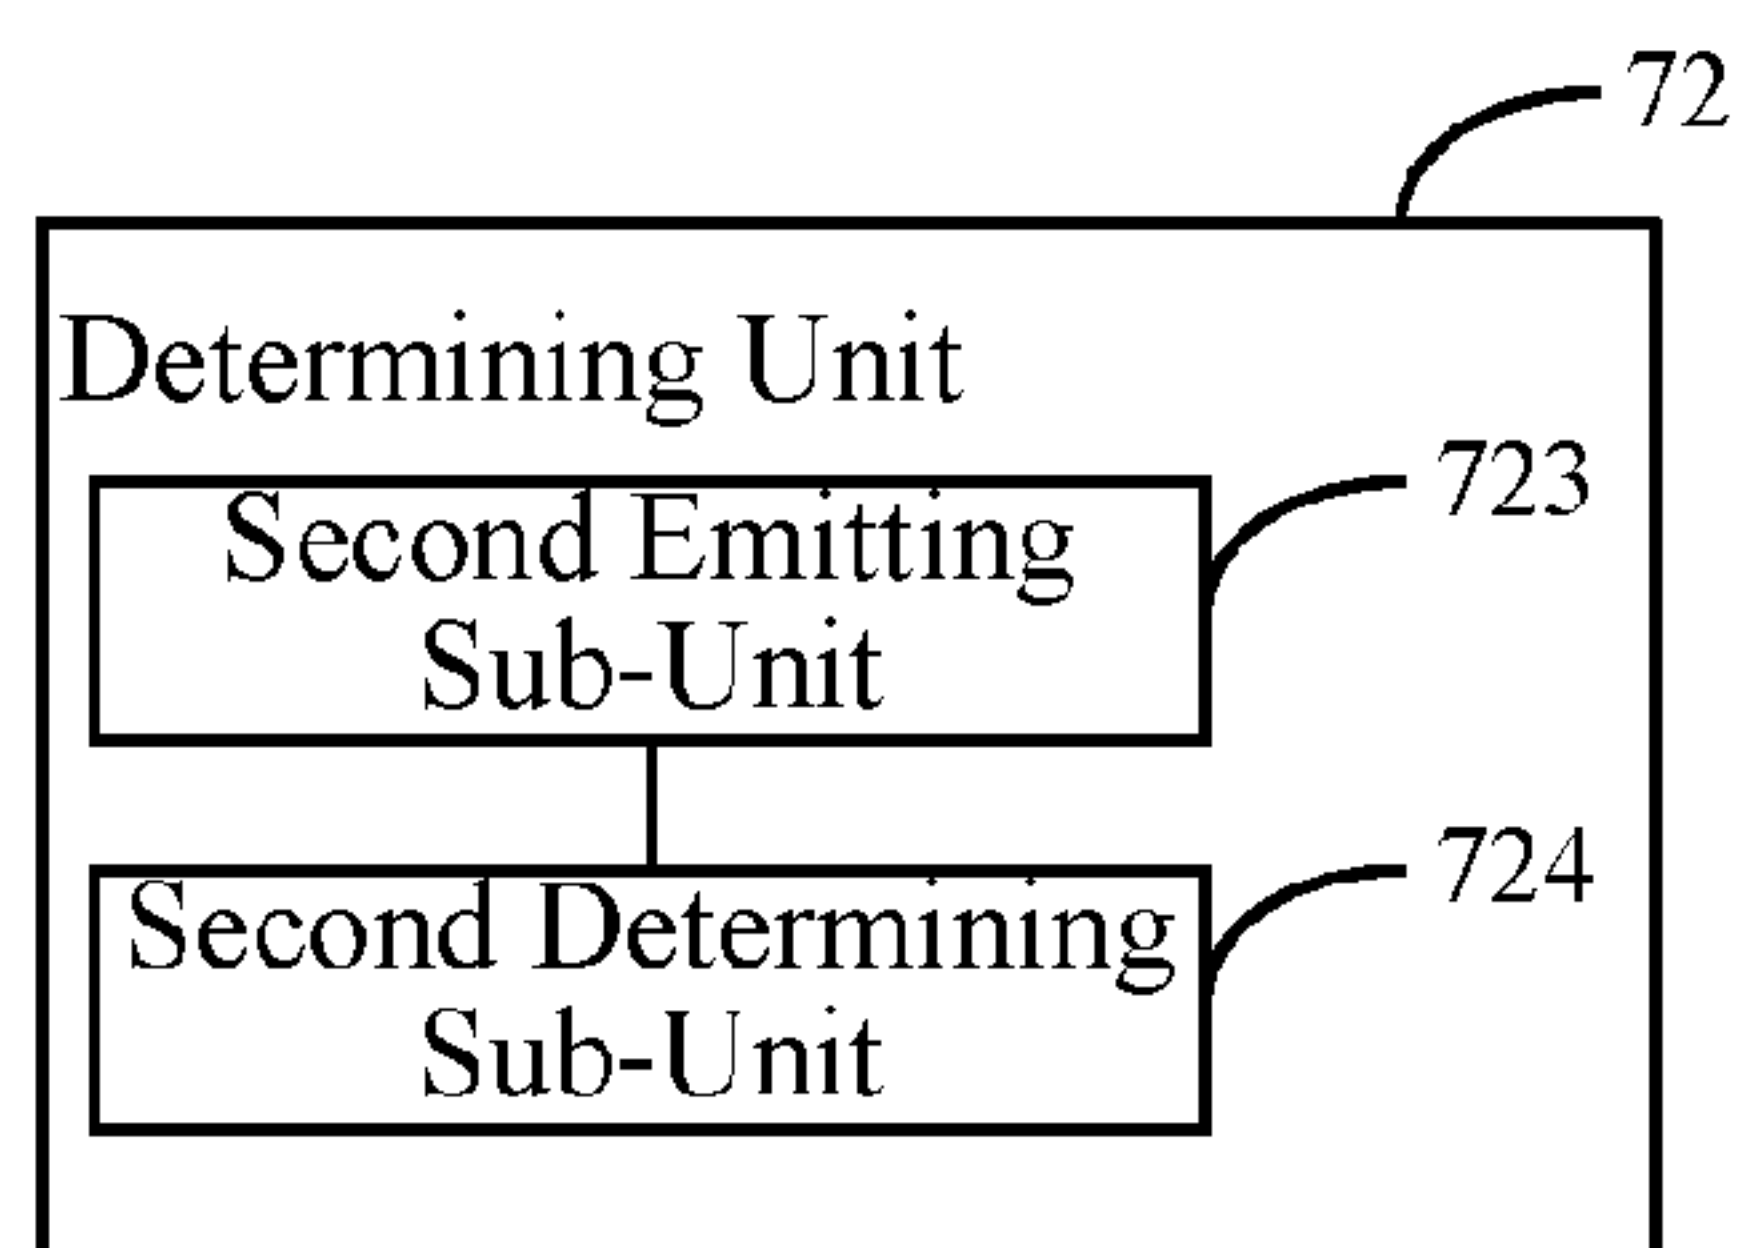 72
Determining Unit
723
Second Emitting
Sub-Unit
724
Second Determining
Sub-Unit